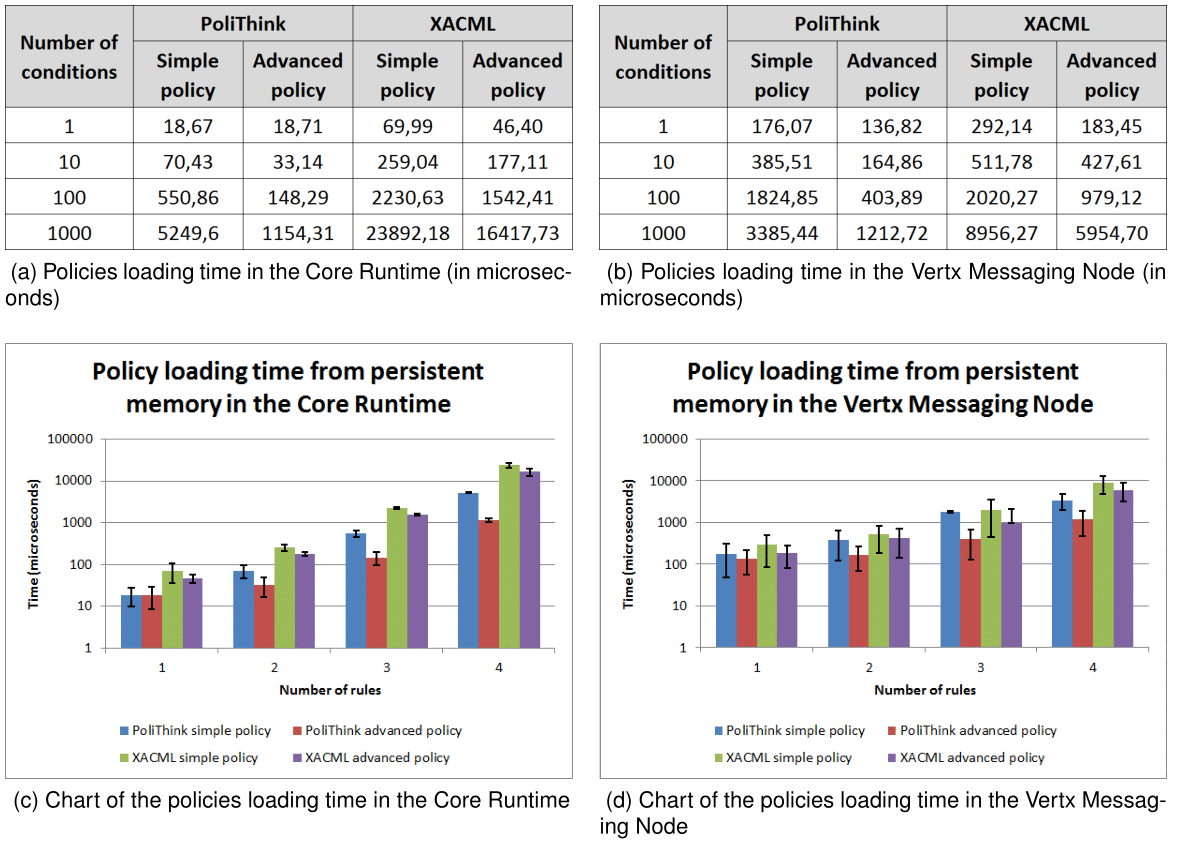 Number of conditions PoliThink XACML
Simple policy Advanced policy Simple policy Advanced policy
1 18,67 18,71 69,99 46,40
10 70,43 33,14 259,04 177,11
100 550,86 148,29 2230,63 1542,41
1000 5249,6 1154,31 23892,18 16417,73
(a) Policies loading time in the Core Runtime (in microsec-
onds)
Number of conditions PoliThink XACML
Simple policy Advanced policy Simple policy Advanced policy
1 176,07 136,82 292,14 183,45
10 385,51 164,86 511,78 427,61
100 1824,85 403,89 2020,27 979,12
1000 3385,44 1212,72 8956,27 5954,70
(b) Policies loading time in the Vertx Messaging Node (in
microseconds)
Policy loading time from persistent
memory in the Core Runtime
Time (microseconds)
100000
10000
1000
100
10
1
1 2 3 4
Number of rules
PoliThink simple policy PoliThink advanced policy
XACML simple policy XACML advanced policy
(c) Chart of the policies loading time in the Core Runtime
Policy loading time from persistent
memory in the Vertx Messaging Node
Time (microseconds)
100000
10000
1000
100
10
1
1 2 3 4
Number of rules
PoliThink simple policy PoliThink advanced policy
XACML simple policy XACML advanced policy
(d) Chart of the policies loading time in the Vertx Messag-
ing Node